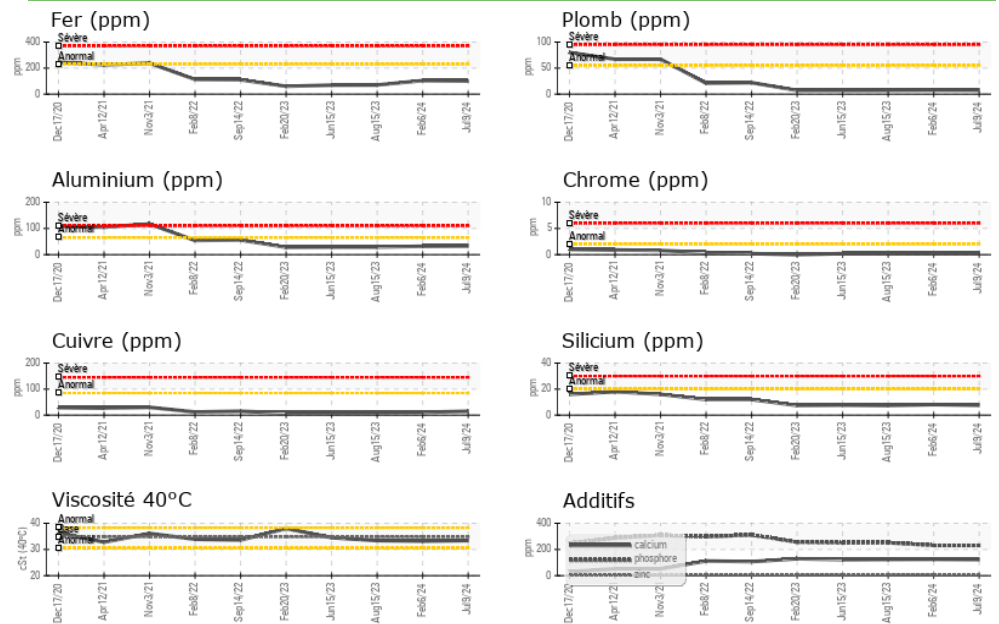 Fer (ppm)
Plomb (ppm)
400
Sévère
Anormal
200
0
ppm
Dec17/20
Apr12/21
Nov3/21
Feb8/22
Sep14/22
Feb20/23
Jun15/23
Aug15/23
Feb6/24
Jul9/24
100
Sévère
Anormal
50
0
ppm
Dec17/20
Apr12/21
Nov3/21
Feb8/22
Sep14/22
Feb20/23
Jun15/23
Aug15/23
Feb6/24
Jul9/24
Aluminium (ppm)
Chrome (ppm)
200
Sévère
100
Anormal
0
ppm
Dec17/20
Apr12/21
Nov3/21
Feb8/22
Sep14/22
Feb20/23
Jun15/23
Aug15/23
Feb6/24
Jul9/24
10
Sévère
5
Anormal
0
ppm
Dec17/20
Apr12/21
Nov3/21
Feb8/22
Sep14/22
Feb20/23
Jun15/23
Aug15/23
Feb6/24
Jul9/24
Cuivre (ppm)
Silicium (ppm)
200
Sévère
100
Anormal
0
ppm
Dec17/20
Apr12/21
Nov3/21
Feb8/22
Sep14/22
Feb20/23
Jun15/23
Aug15/23
Feb6/24
Jul9/24
40
Sévère
20
Anormal
0
ppm
Dec17/20
Apr12/21
Nov3/21
Feb8/22
Sep14/22
Feb20/23
Jun15/23
Aug15/23
Feb6/24
Jul9/24
Viscosité 40°C
Additifs
40
Anormal
Base
Anormal
30
20
cSt (40°C)
Dec17/20
Apr12/21
Nov3/21
Feb8/22
Sep14/22
Feb20/23
Jun15/23
Aug15/23
Feb6/24
Jul9/24
400
200
0
ppm
calcium
phosphore
zinc
Dec17/20
Apr12/21
Nov3/21
Feb8/22
Sep14/22
Feb20/23
Jun15/23
Aug15/23
Feb6/24
Jul9/24